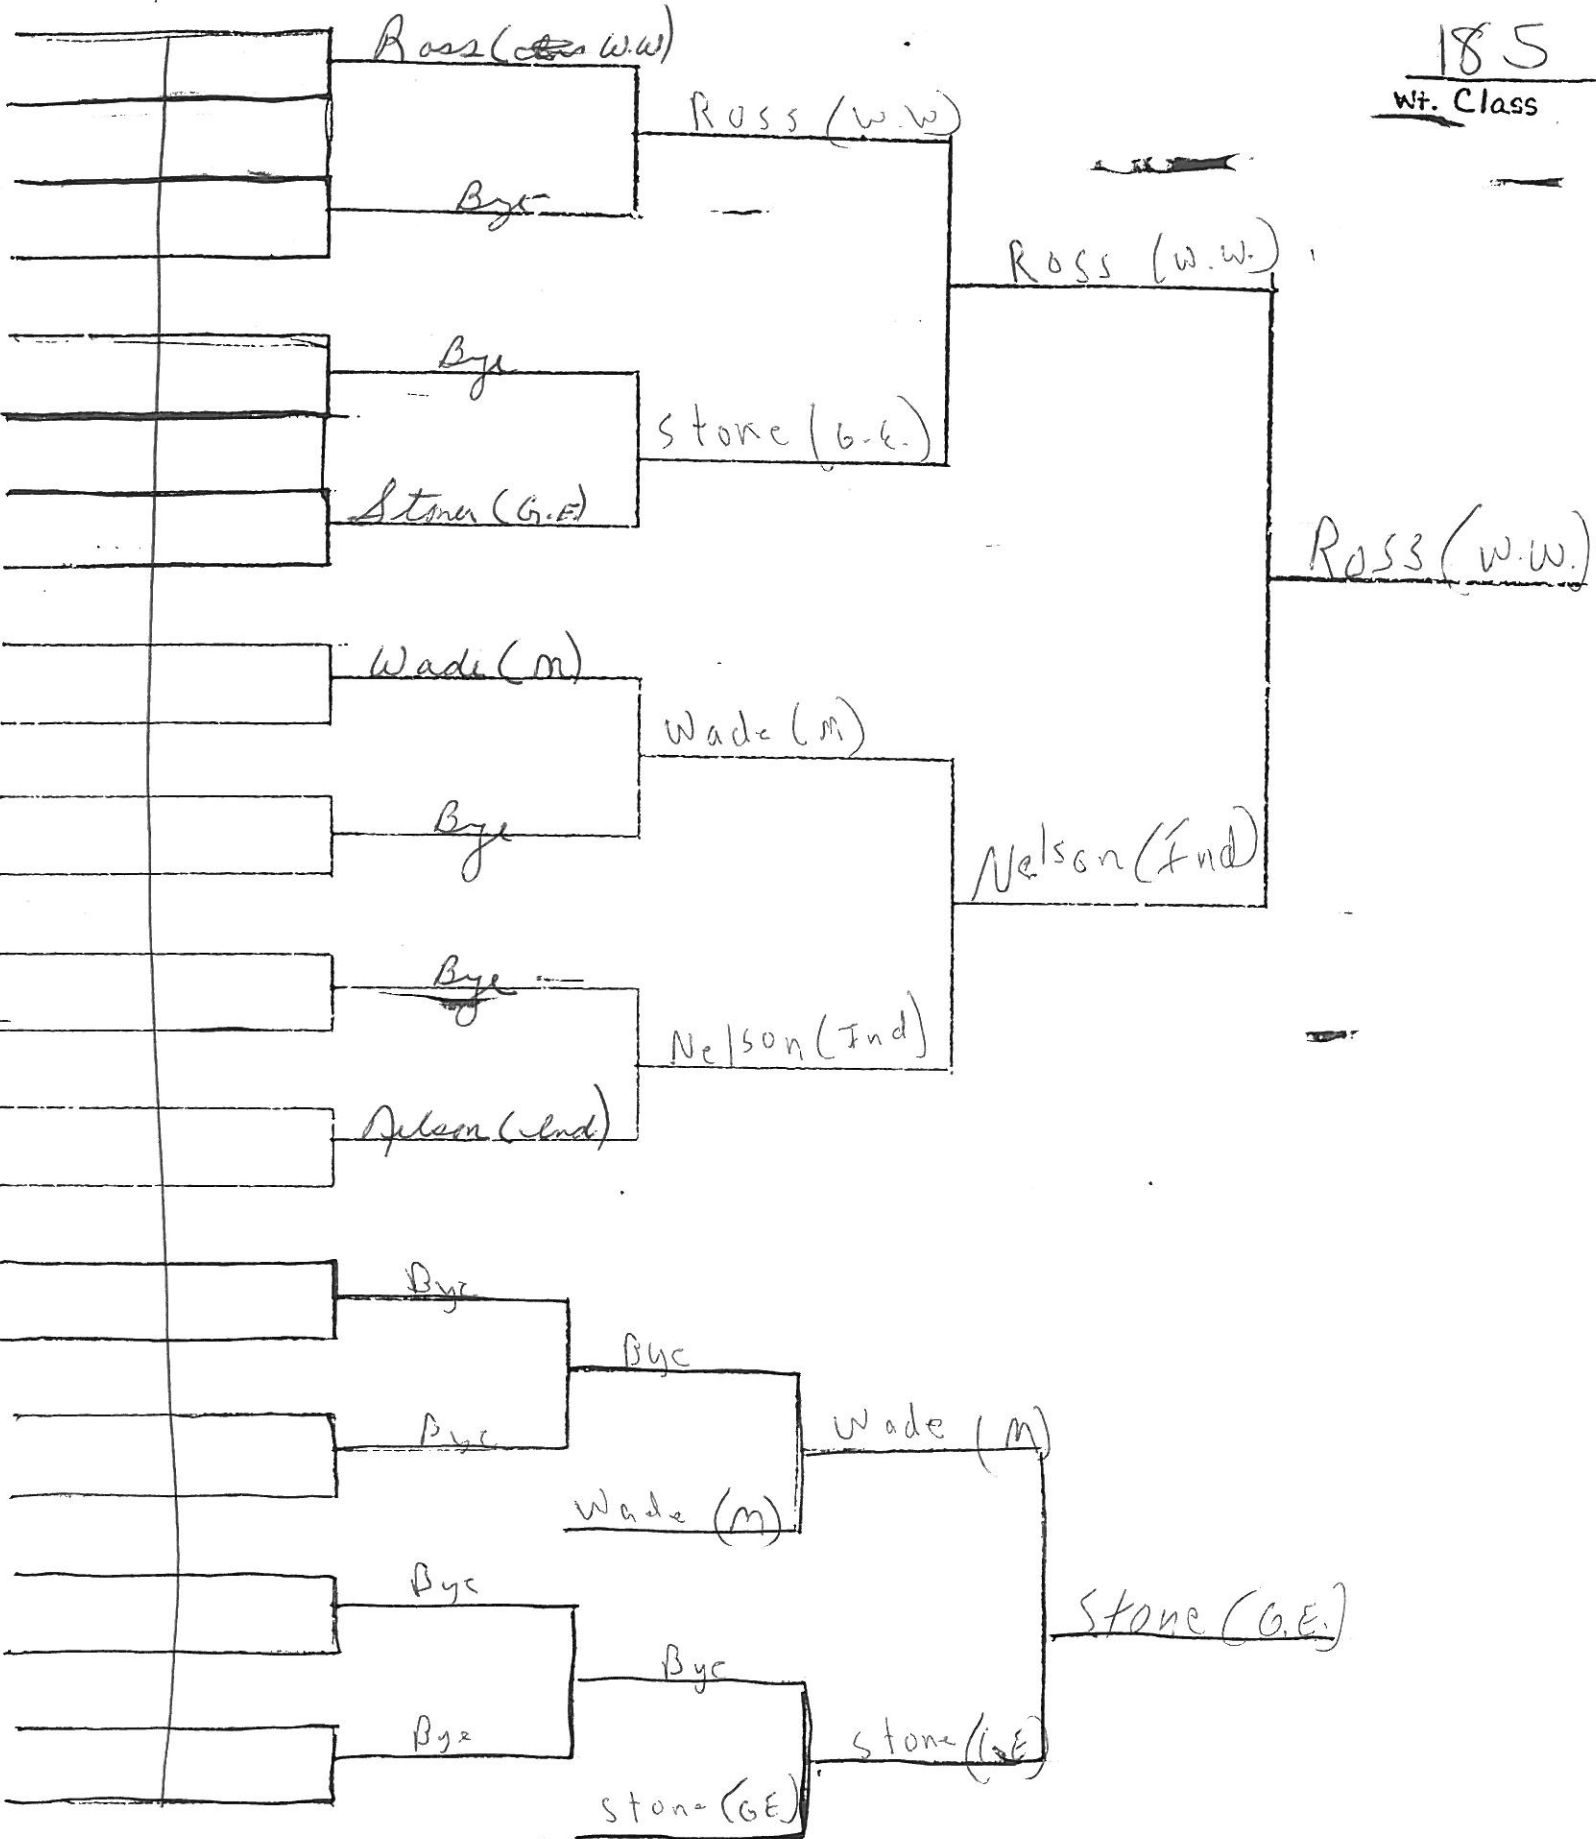 185
Wt. Class
Ross (W.W)
Ross (W.W)
Bye
Ross (W.W.)
Bye
Stone (G.E.)
Stone (G.E)
Ross (W.W.)
Wade (M)
Wade (M)
Bye
Nelson (Ind)
Bye
Nelson (Ind)
Nelson (Ind)
Bye
Bye
Bye
Wade (M)
Wade (M)
Bye
Stone (G.E.)
Bye
Bye
Stone (G.E)
Stone (GE)